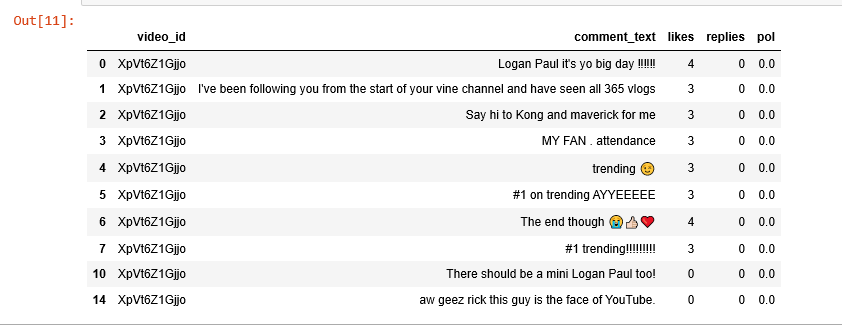 Out[11]:
video_id comment_text likes replies pol
0 XpVt6Z1Gjjo Logan Paul it's yo big day !!!!!! 4 0 0.0
1 XpVt6Z1Gjjo I've been following you from the start of your vine channel and have seen all 365 vlogs 3 0 0.0
2 XpVt6Z1Gjjo Say hi to Kong and maverick for me 3 0 0.0
3 XpVt6Z1Gjjo MY FAN . attendance 3 0 0.0
4 XpVt6Z1Gjjo trending 😉 3 0 0.0
5 XpVt6Z1Gjjo #1 on trending AYYEEEEE 3 0 0.0
6 XpVt6Z1Gjjo The end though 😭👍🏻❤️ 4 0 0.0
7 XpVt6Z1Gjjo #1 trending!!!!!!!!! 3 0 0.0
10 XpVt6Z1Gjjo There should be a mini Logan Paul too! 0 0 0.0
14 XpVt6Z1Gjjo aw geez rick this guy is the face of YouTube. 0 0 0.0